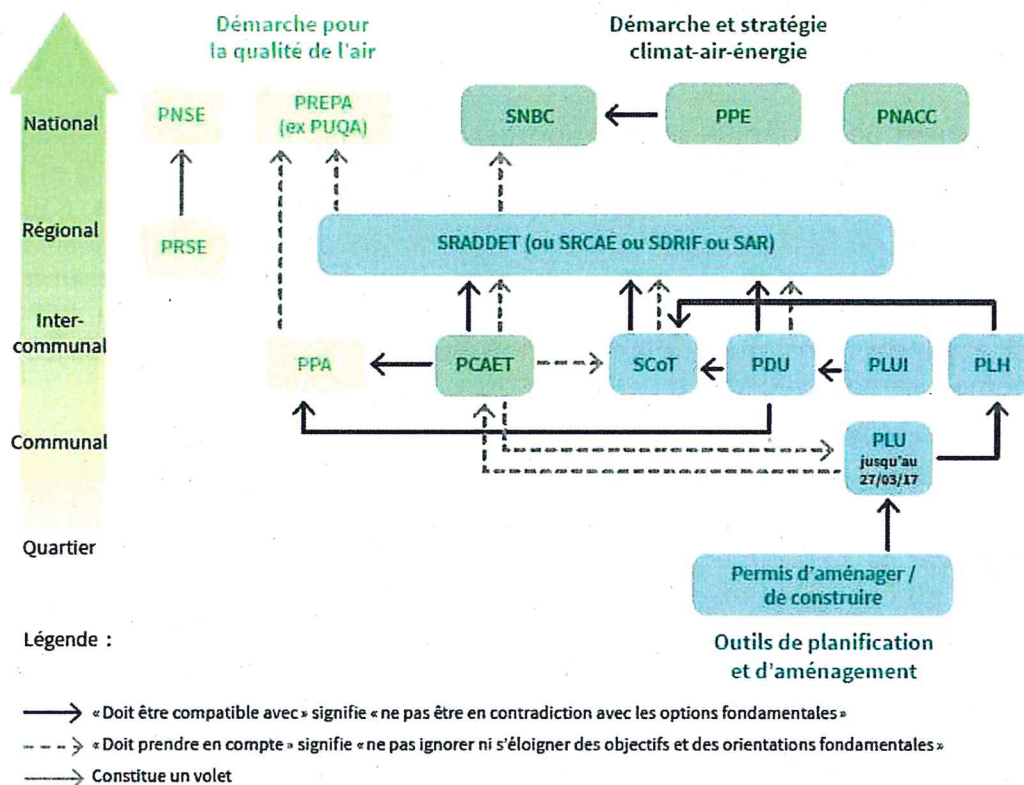 Démarche pour
la qualité de l'air
Démarche et stratégie
climat-air-énergie
National
PNSE
PREPA
(ex PUQA)
SNBC
PPE
PNACC
Régional
PRSE
SRADDET (ou SRCAE ou SDRIF ou SAR)
Inter-
communal
PPA
PCAET
SCoT
PDU
PLUI
PLH
Communal
PLU
jusqu'au
27/03/17
Quartier
Permis d'aménager /
de construire
Légende :
Outils de planification
et d'aménagement
« Doit être compatible avec » signifie « ne pas être en contradiction avec les options fondamentales »
« Doit prendre en compte » signifie « ne pas ignorer ni s'éloigner des objectifs et des orientations fondamentales »
Constitue un volet